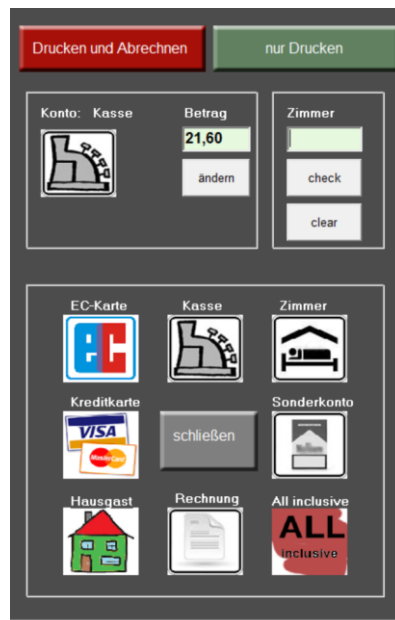 Drucken und Abrechnen
nur Drucken
Konto: Kasse
Betrag
Zimmer
21,60
ändern
check
clear
EC-Karte
Kasse
Zimmer
Kreditkarte
Sonderkonto
VISA
MasterCard
schließen
Hausgast
Rechnung
All inclusive
ALL
inclusive